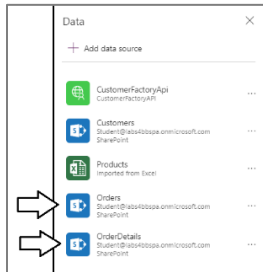 Data
Add data source
CustomerFactoryApi
CustomerFactoryAPI
Customers
Student@labs4bbspa.onmicrosoft.com
SharePoint
Products
Imported from Excel
Orders
Student@labs4bbspa.onmicrosoft.com
SharePoint
OrderDetails
Student@labs4bbspa.onmicrosoft.com
SharePoint